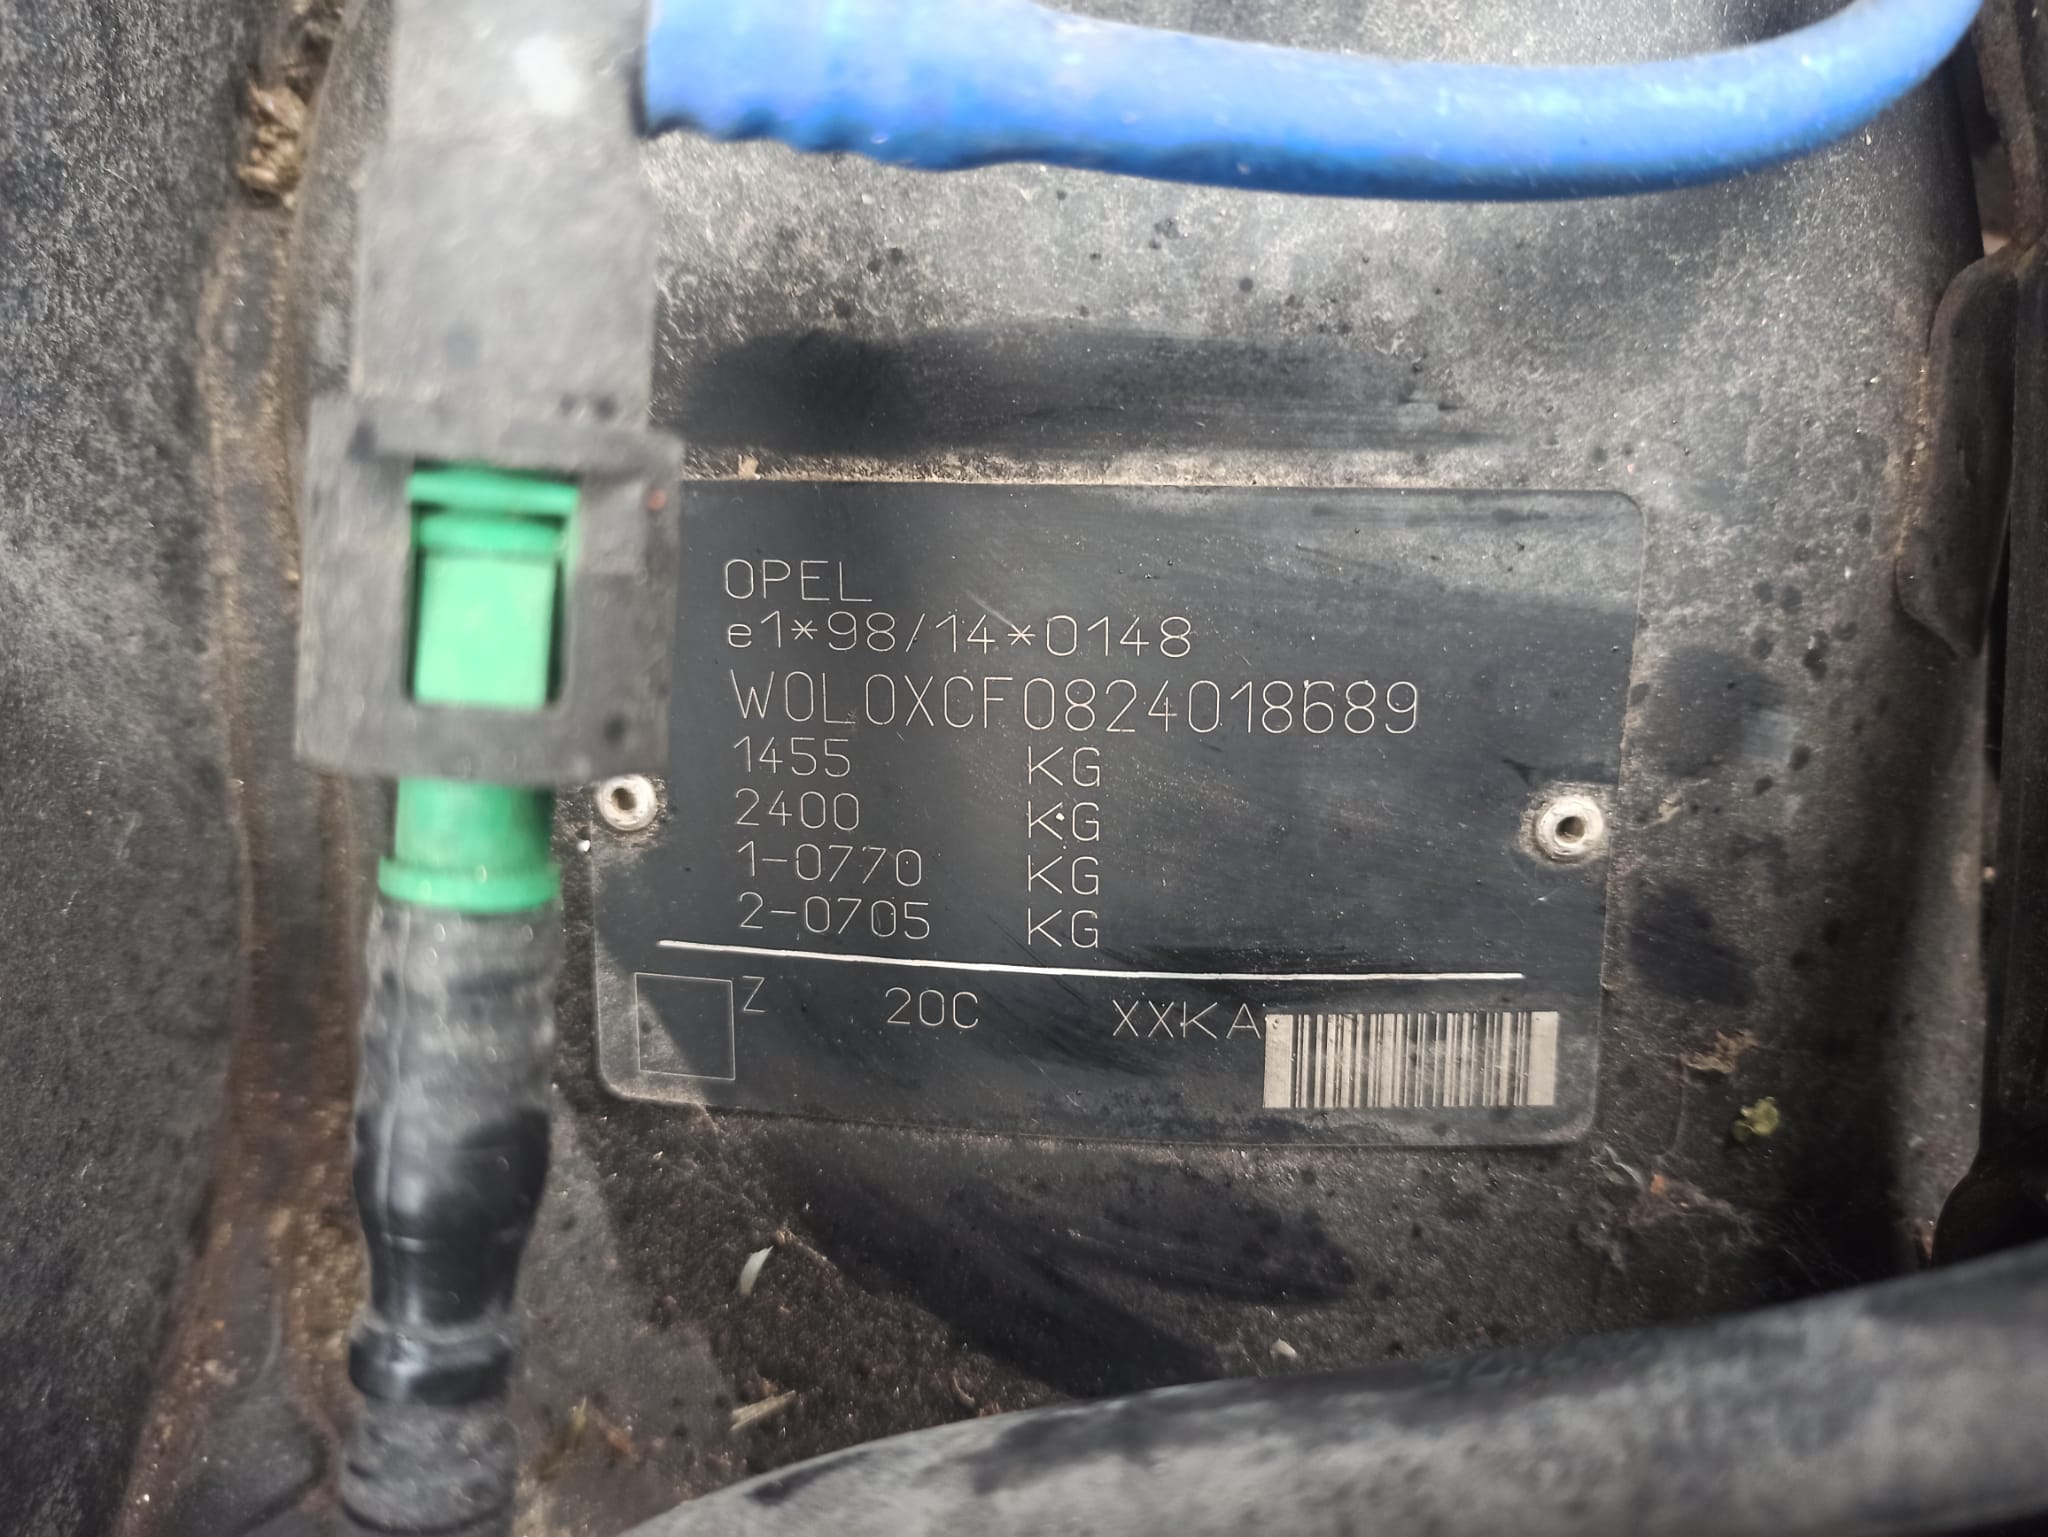 OPEL
e1*98/14*0148
W0L0XCF0824018689
1455 KG
2400 KG
1-0770 KG
2-0705 KG
Z 20C XXKA